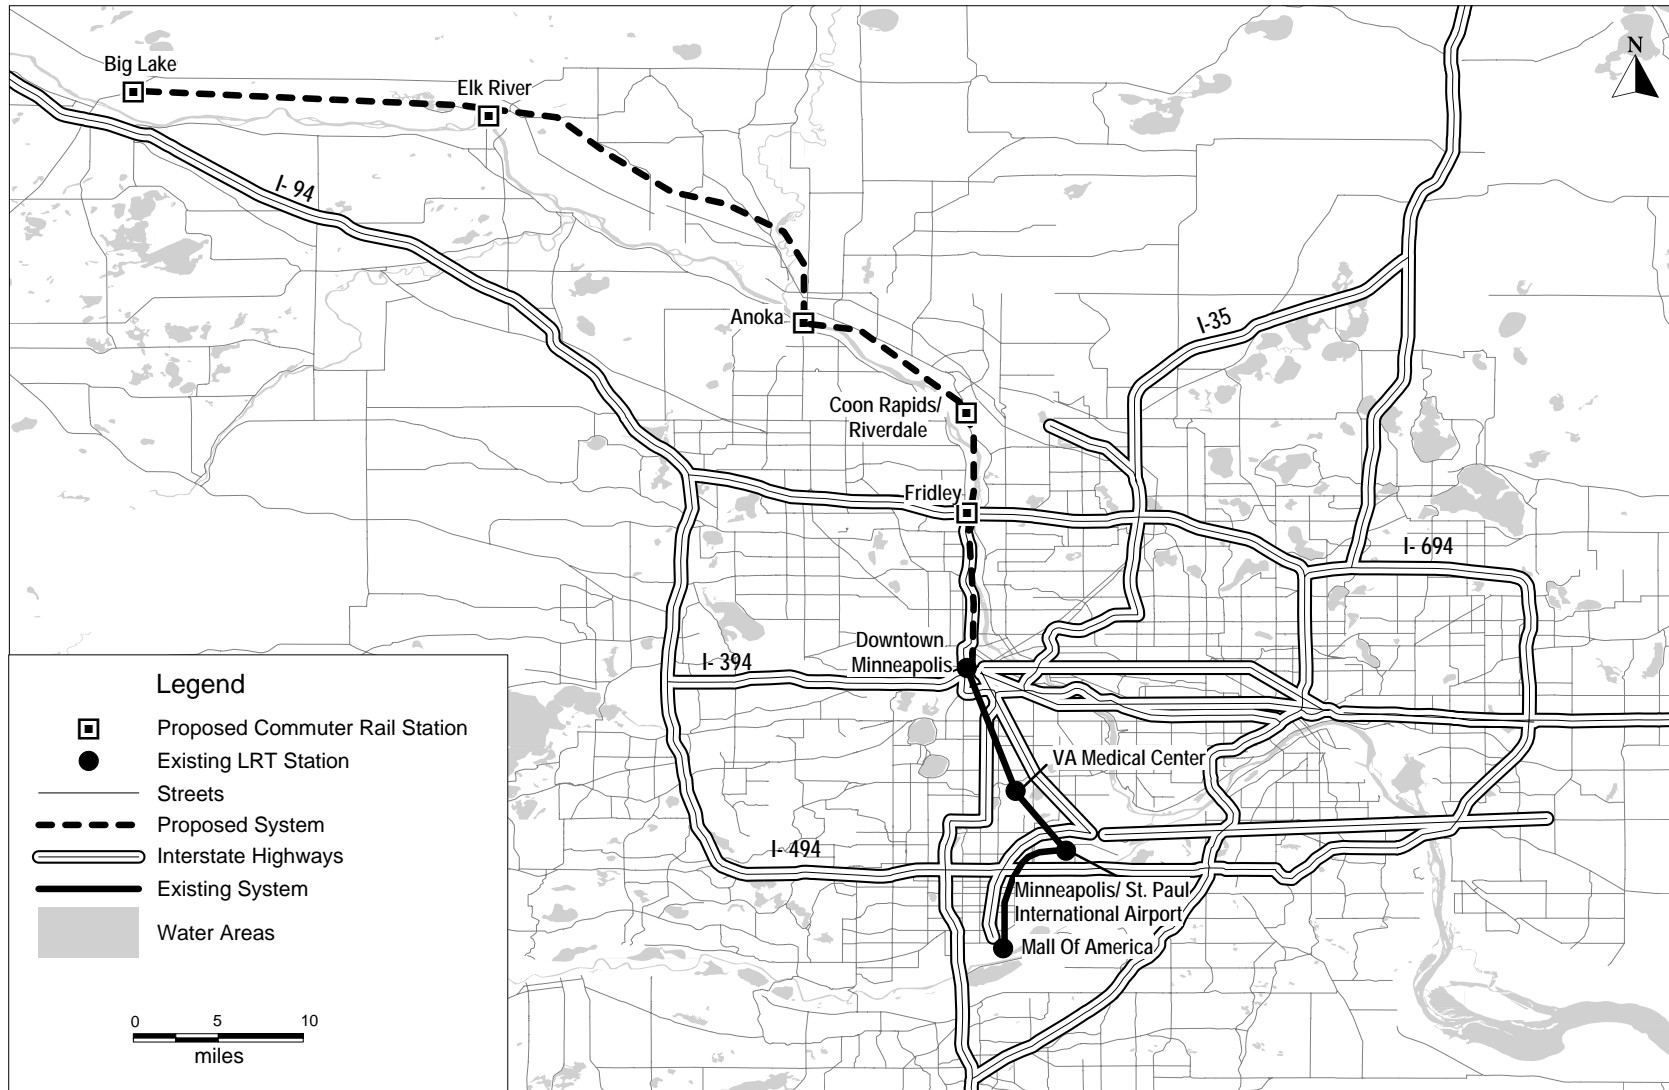 Big Lake
Elk River
N
I- 94
Anoka
I-35
Coon Rapids/
Riverdale
Fridley
I- 694
Downtown
Minneapolis
I- 394
VA Medical Center
I- 494
Minneapolis/ St. Paul
International Airport
Mall Of America
Legend
Proposed Commuter Rail Station
Existing LRT Station
Streets
Proposed System
Interstate Highways
Existing System
Water Areas
0 5 10
miles